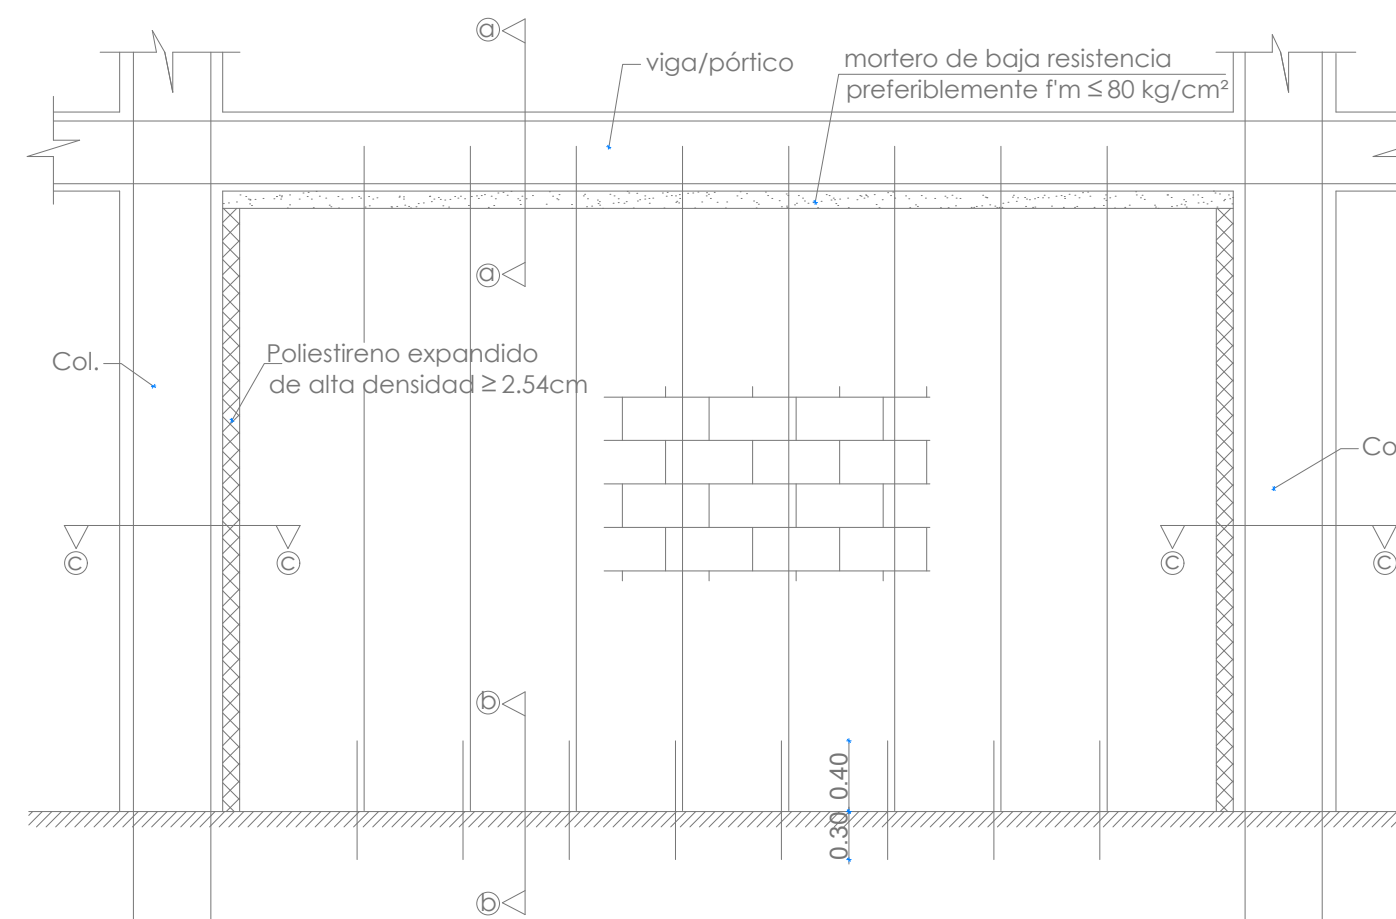 a
viga/pórtico
mortero de baja resistencia
preferiblemente f'm ≤ 80 kg/cm²
a
Col.
Poliestireno expandido
de alta densidad ≥ 2.54cm
Co
c
c
c
c
b
0.40
0.30
b